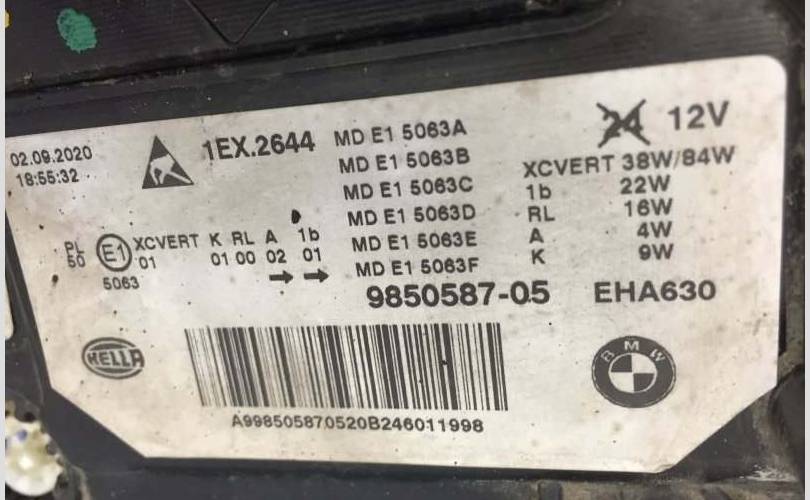 02.09.2020
18:55:32
1EX.2644
MD E1 5063A
MD E1 5063B
MD E1 5063C
MD E1 5063D
MD E1 5063E
MD E1 5063F
24 12V
XCVERT 38W/84W
1b 22W
RL 16W
A 4W
K 9W
PL
50
E1
5063
XCVERT K RL A 1b
01 01 00 02 01
9850587-05 EHA630
HELLA
BMW
A998505870520B246011998